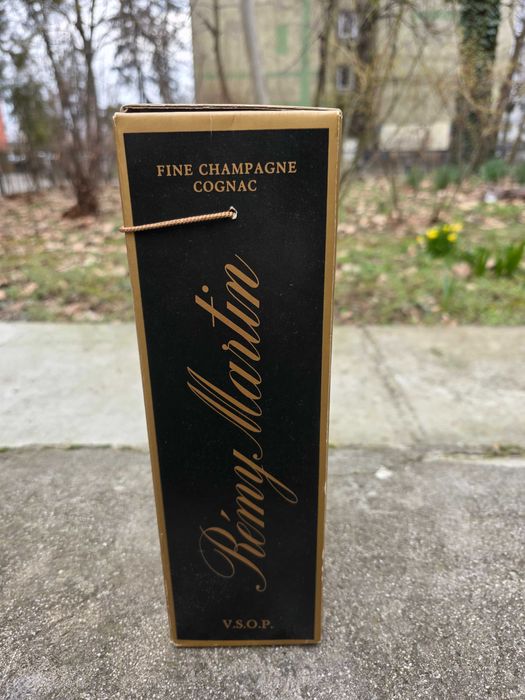 FINE CHAMPAGNE
COGNAC
Rémy Martin
V.S.O.P.